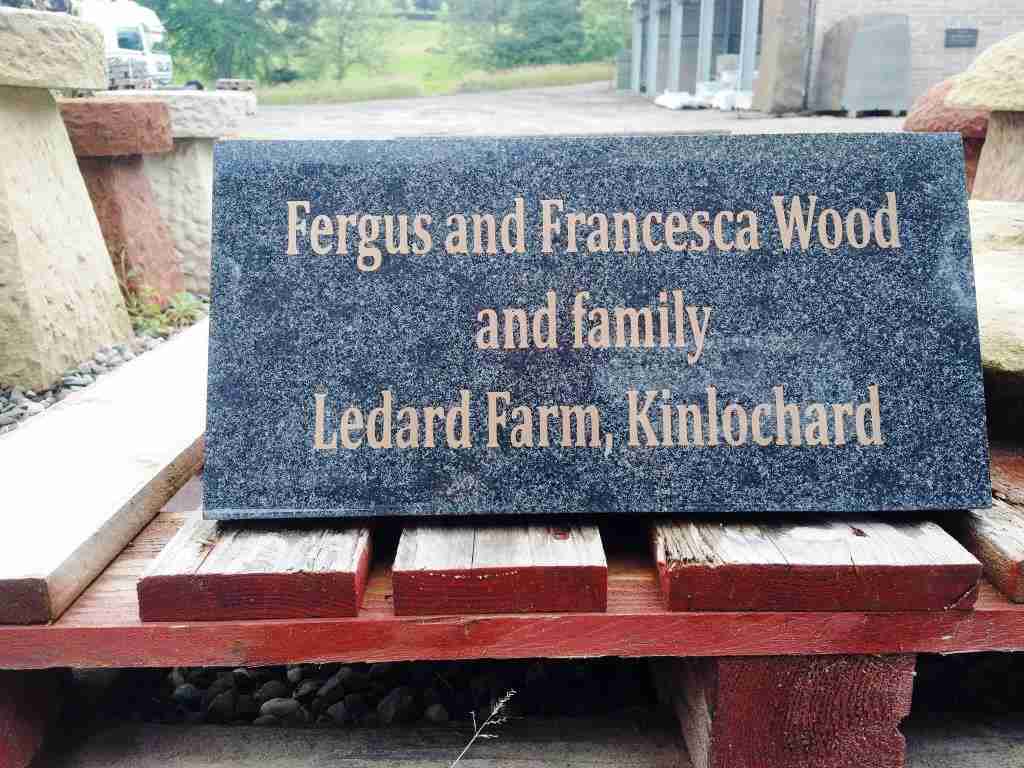 Fergus and Francesca Wood
and family
Ledard Farm, Kinlochard